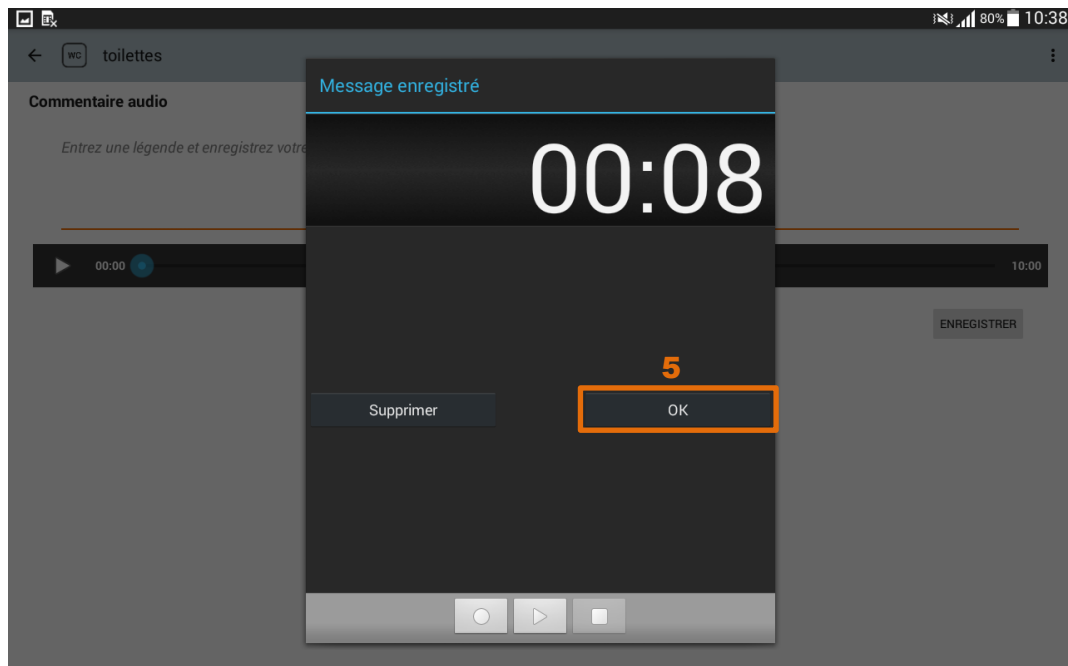 80% 10:38
wc toilettes
Message enregistré
Commentaire audio
Entrez une légende et enregistrez votre
00:08
00:00 10:00
ENREGISTRER
5
Supprimer OK